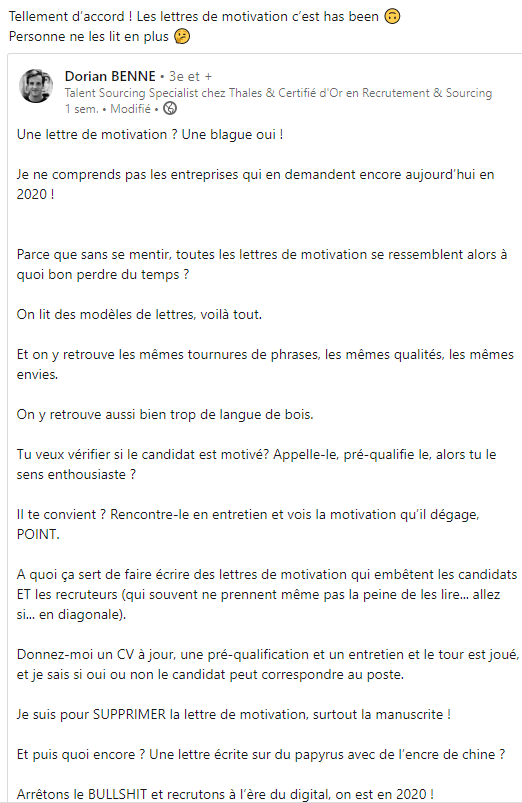 Tellement d'accord ! Les lettres de motivation c'est has been 🙃
Personne ne les lit en plus 🤔
Dorian BENNE • 3e et +
Talent Sourcing Specialist chez Thales & Certifié d'Or en Recrutement & Sourcing
1 sem. • Modifié •
Une lettre de motivation ? Une blague oui !
Je ne comprends pas les entreprises qui en demandent encore aujourd'hui en
2020 !
Parce que sans se mentir, toutes les lettres de motivation se ressemblent alors à
quoi bon perdre du temps ?
On lit des modèles de lettres, voilà tout.
Et on y retrouve les mêmes tournures de phrases, les mêmes qualités, les mêmes
envies.
On y retrouve aussi bien trop de langue de bois.
Tu veux vérifier si le candidat est motivé? Appelle-le, pré-qualifie le, alors tu le
sens enthousiaste ?
Il te convient ? Rencontre-le en entretien et vois la motivation qu'il dégage,
POINT.
A quoi ça sert de faire écrire des lettres de motivation qui embêtent les candidats
ET les recruteurs (qui souvent ne prennent même pas la peine de les lire... allez
si... en diagonale).
Donnez-moi un CV à jour, une pré-qualification et un entretien et le tour est joué,
et je sais si oui ou non le candidat peut correspondre au poste.
Je suis pour SUPPRIMER la lettre de motivation, surtout la manuscrite !
Et puis quoi encore ? Une lettre écrite sur du papyrus avec de l'encre de chine ?
Arrêtons le BULLSHIT et recrutons à l'ère du digital, on est en 2020 !